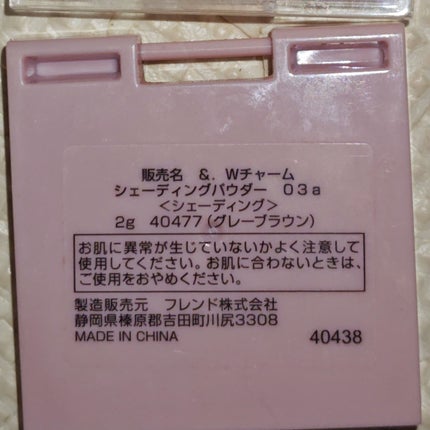 販売名 &. Wチャーム
シェーディングパウダー 03a
<シェーディング>
2g 40477(グレーブラウン)
お肌に異常が生じていないかよく注意して
使用してください。お肌に合わないときは、
ご使用をおやめください。
製造販売元 フレンド株式会社
静岡県榛原郡吉田町川尻3308
MADE IN CHINA 40438